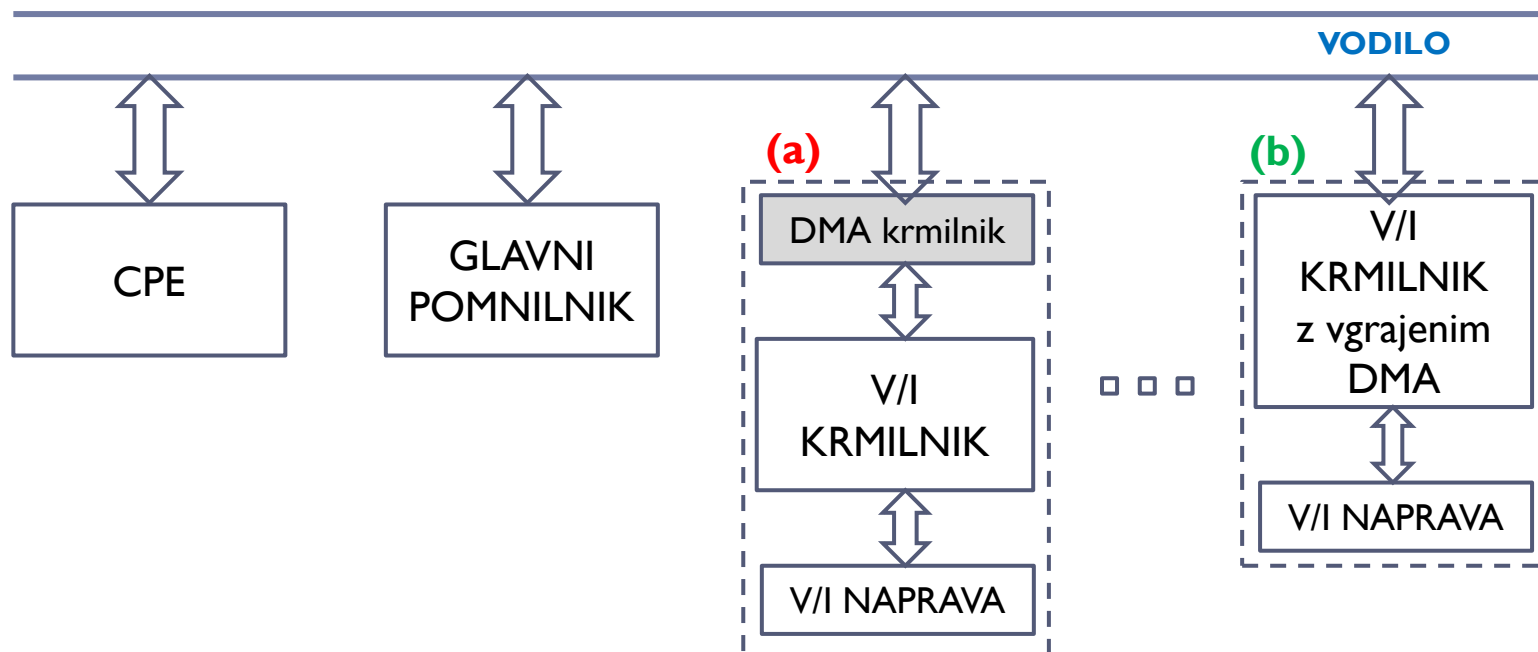 VODILO
(a)
(b)
CPE
GLAVNI
POMNILNIK
DMA krmilnik
V/I
KRMILNIK
V/I NAPRAVA
V/I
KRMILNIK
z vgrajenim
DMA
V/I NAPRAVA